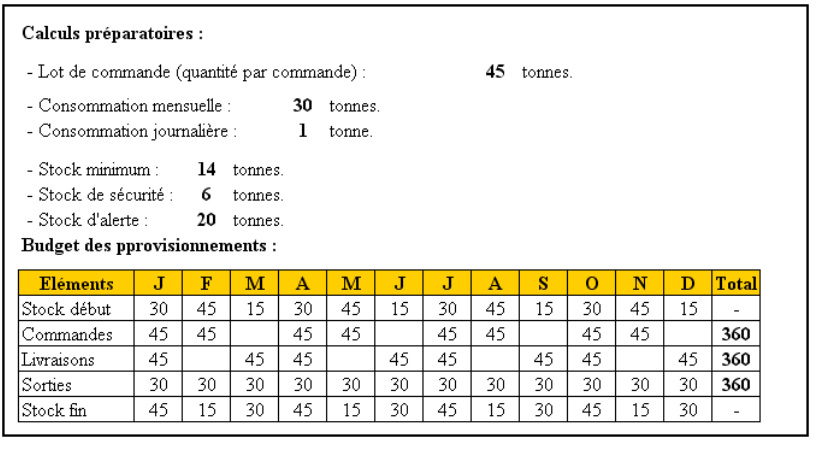 Calculs préparatoires :
- Lot de commande (quantité par commande) : 45 tonnes.
- Consommation mensuelle : 30 tonnes.
- Consommation journalière : 1 tonne.
- Stock minimum : 14 tonnes.
- Stock de sécurité : 6 tonnes.
- Stock d'alerte : 20 tonnes.
Budget des pprovisionnements :
Eléments J F M A M J J A S O N D Total
Stock début 30 45 15 30 45 15 30 45 15 30 45 15 -
Commandes 45 45 45 45 45 45 45 45 360
Livraisons 45 45 45 45 45 45 45 45 360
Sorties 30 30 30 30 30 30 30 30 30 30 30 30 360
Stock fin 45 15 30 45 15 30 45 15 30 45 15 30 -